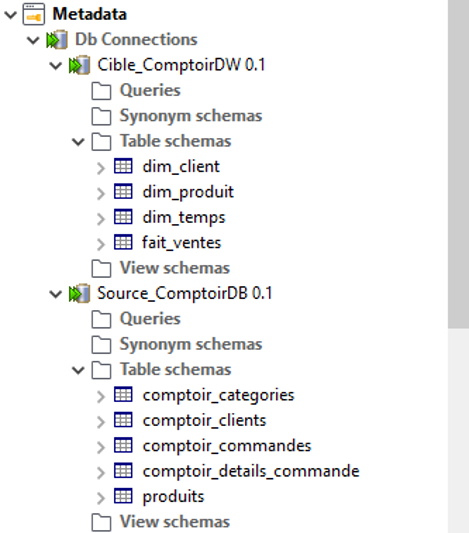 Metadata
Db Connections
Cible_ComptoirDW 0.1
Queries
Synonym schemas
Table schemas
dim_client
dim_produit
dim_temps
fait_ventes
View schemas
Source_ComptoirDB 0.1
Queries
Synonym schemas
Table schemas
comptoir_categories
comptoir_clients
comptoir_commandes
comptoir_details_commande
produits
View schemas